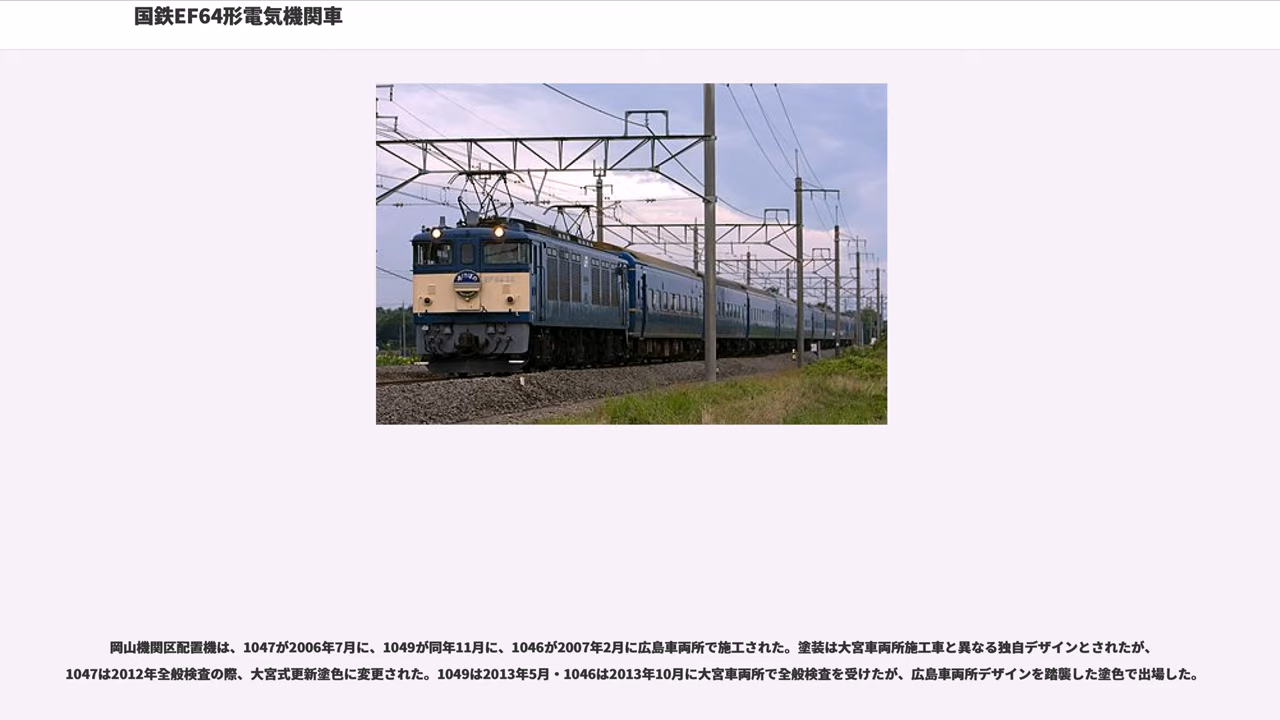 国鉄EF64形電気機関車
岡山機関区配置機は、1047が2006年7月に、1049が同年11月に、1046が2007年2月に広島車両所で施工された。塗装は大宮車両所施工車と異なる独自デザインとされたが、
1047は2012年全般検査の際、大宮式更新塗色に変更された。1049は2013年5月・1046は2013年10月に大宮車両所で全般検査を受けたが、広島車両所デザインを踏襲した塗色で出場した。